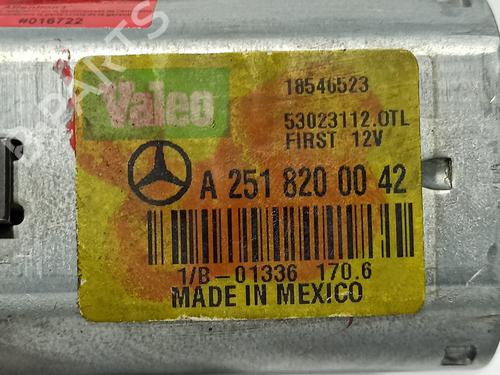 #016722
Valeo
18546523
53023112.OTL
FIRST 12V
A 251 820 00 42
1/B-01336 170.6
MADE IN MEXICO